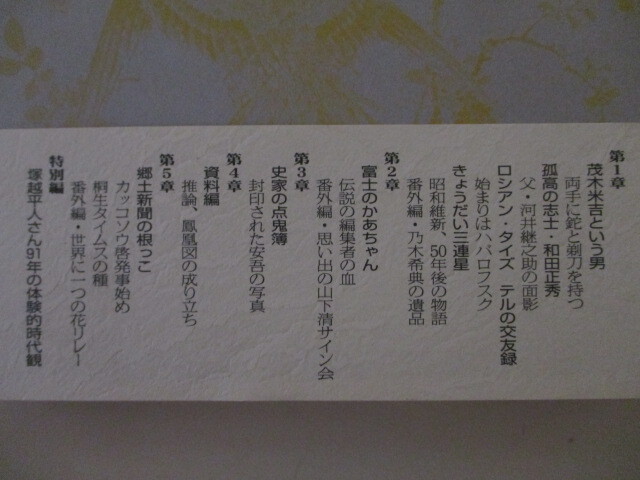 第1章
茂木米吉という男
両手に鉈と剃刀を持つ
孤高の志士・和田正秀
父・河井継之助の面影
ロシアン・タイズ　テルの交友録
始まりはハバロフスク
きょうだい三連星
昭和維新、50年後の物語
番外編・乃木希典の遺品
第2章
富士のかあちゃん
伝説の編集者の血
番外編・思い出の山下清サイン会
第3章
史家の点鬼簿
封印された安吾の写真
第4章
資料編
推論、鳳凰図の成り立ち
第5章
郷土新聞の根っこ
カッコソウ啓発事始め
桐生タイムスの種
番外編・世界に一つの花リレー
特別編
塚越平人さん91年の体験的時代観